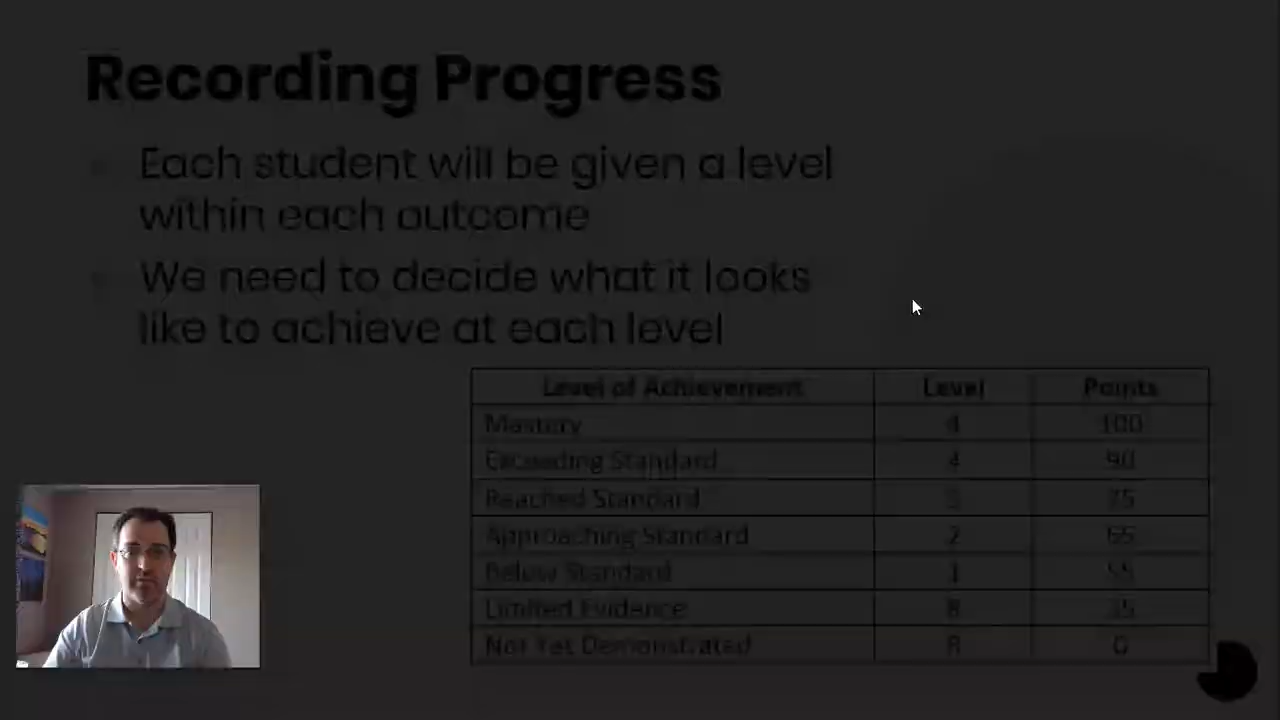 Recording Progress
Each student will be given a level
within each outcome
We need to decide what it looks
like to achieve at each level
Level of Achievement Level Points
Mastery 4 100
Exceeding Standard 4 90
Reached Standard 3 75
Approaching Standard 2 65
Below Standard 1 55
Limited Evidence R 25
Not Yet Demonstrated R 0